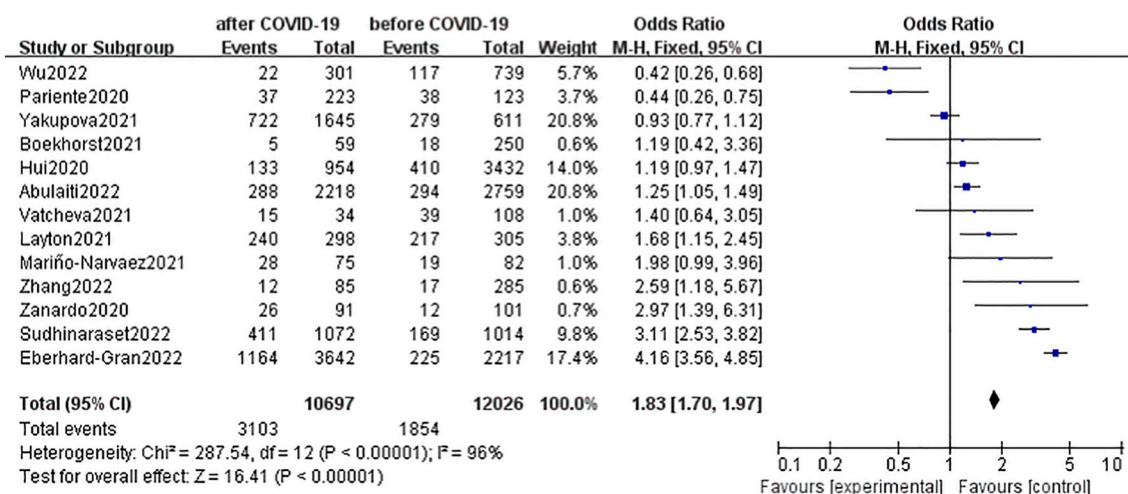 after COVID-19 before COVID-19 Odds Ratio Odds Ratio
Study or Subgroup Events Total Events Total Weight M-H, Fixed, 95% CI M-H, Fixed, 95% CI
Wu2022 22 301 117 739 5.7% 0.42 [0.26, 0.68]
Pariente2020 37 223 38 123 3.7% 0.44 [0.26, 0.75]
Yakupova2021 722 1645 279 611 20.8% 0.93 [0.77, 1.12]
Boekhorst2021 5 59 18 250 0.6% 1.19 [0.42, 3.36]
Hui2020 133 954 410 3432 14.0% 1.19 [0.97, 1.47]
Abulaiti2022 288 2218 294 2759 20.8% 1.25 [1.05, 1.49]
Vatcheva2021 15 34 39 108 1.0% 1.40 [0.64, 3.05]
Layton2021 240 298 217 305 3.8% 1.68 [1.15, 2.45]
Mariño-Narvaez2021 28 75 19 82 1.0% 1.98 [0.99, 3.96]
Zhang2022 12 85 17 285 0.6% 2.59 [1.18, 5.67]
Zanardo2020 26 91 12 101 0.7% 2.97 [1.39, 6.31]
Sudhinaraset2022 411 1072 169 1014 9.8% 3.11 [2.53, 3.82]
Eberhard-Gran2022 1164 3642 225 2217 17.4% 4.16 [3.56, 4.85]
Total (95% CI) 10697 12026 100.0% 1.83 [1.70, 1.97]
Total events 3103 1854
Heterogeneity: Chi² = 287.54, df = 12 (P < 0.00001); I² = 96%
Test for overall effect: Z = 16.41 (P < 0.00001)
0.1 0.2 0.5 1 2 5 10
Favours [experimental] Favours [control]